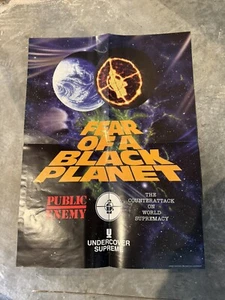 FEAR
OF A
BLACK
PLANET
PUBLIC
ENEMY
THE
COUNTERATTACK
ON
WORLD
SUPREMACY
U
UNDERCOVER
SUPREME